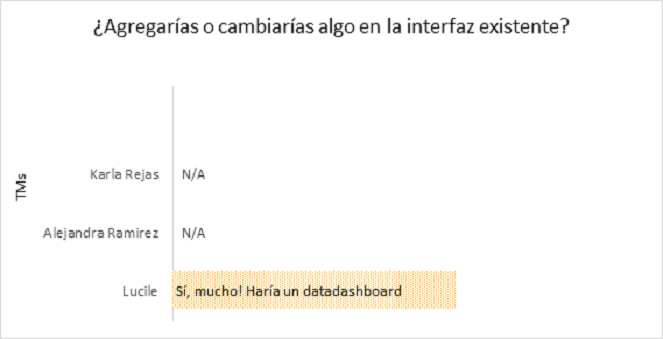 ¿Agregarías o cambiarías algo en la interfaz existente?
TMs
Karla Rejas N/A
Alejandra Ramirez N/A
Lucile Sí, mucho! Haría un datadashboard